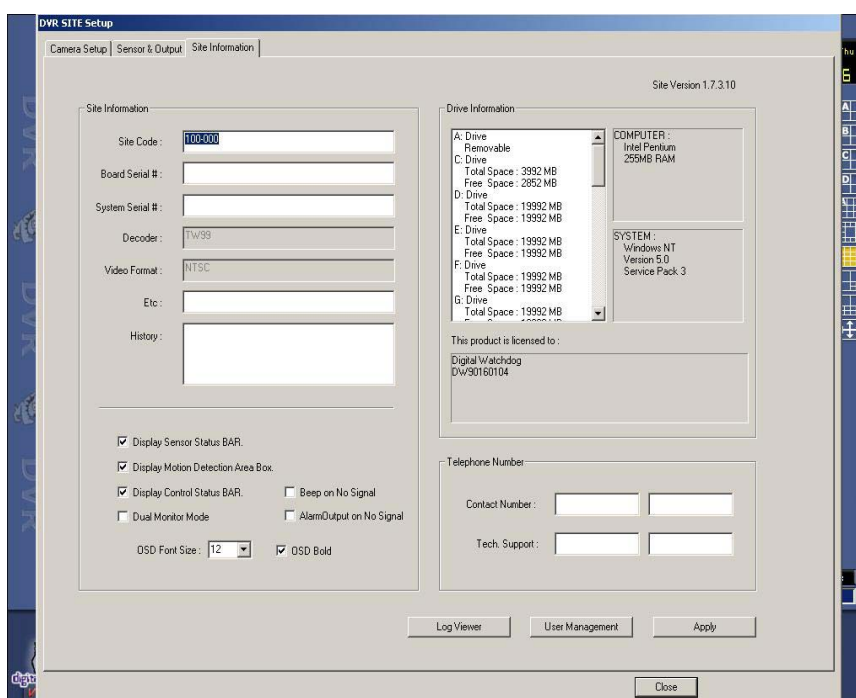 DVR SITE Setup
Camera Setup
Sensor & Output
Site Information
Site Version 1.7.3.10
Site Information
Site Code :
100-000
Board Serial # :
System Serial # :
Decoder :
TW99
Video Format :
NTSC
Etc :
History :
Display Sensor Status BAR.
Display Motion Detection Area Box.
Display Control Status BAR.
Beep on No Signal
Dual Monitor Mode
AlarmOutput on No Signal
OSD Font Size :
12
OSD Bold
Drive Information
A: Drive
Removable
C: Drive
Total Space : 3992 MB
Free Space : 2852 MB
D: Drive
Total Space : 19992 MB
Free Space : 19992 MB
E: Drive
Total Space : 19992 MB
Free Space : 19992 MB
F: Drive
Total Space : 19992 MB
Free Space : 19992 MB
G: Drive
Total Space : 19992 MB
COMPUTER :
Intel Pentium
255MB RAM
SYSTEM :
Windows NT
Version 5.0
Service Pack 3
This product is licensed to :
Digital Watchdog
DW90160104
Telephone Number
Contact Number :
Tech. Support :
Log Viewer
User Management
Apply
Close
DVR
DVR
DVR
A
B
C
D